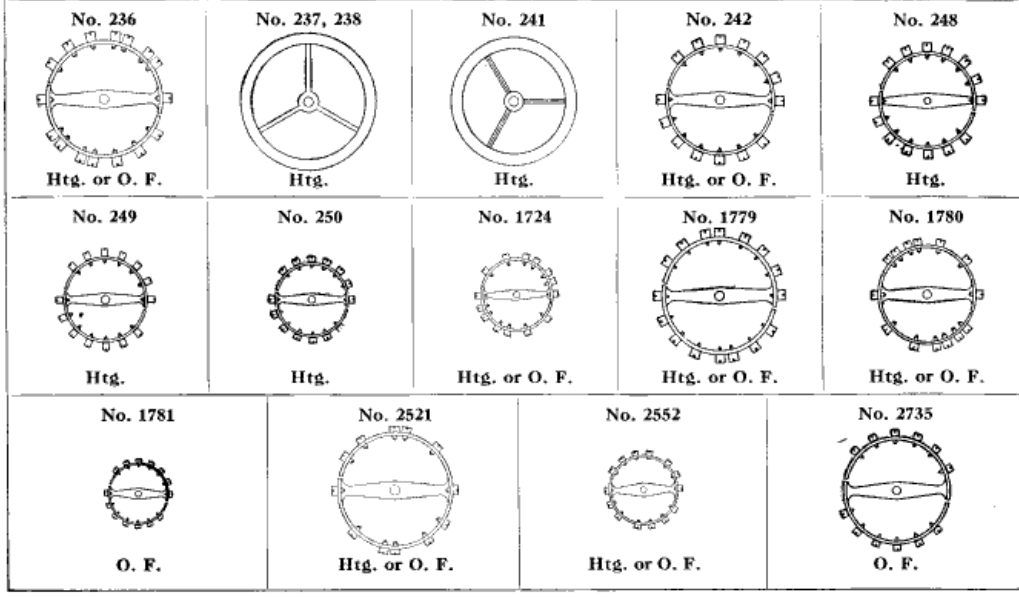 No. 236
No. 237, 238
No. 241
No. 242
No. 248
Htg. or O. F.
Htg.
Htg.
Htg. or O. F.
Htg.
No. 249
No. 250
No. 1724
No. 1779
No. 1780
Htg.
Htg.
Htg. or O. F.
Htg. or O. F.
Htg. or O. F.
No. 1781
No. 2521
No. 2552
No. 2735
O. F.
Htg. or O. F.
Htg. or O. F.
O. F.